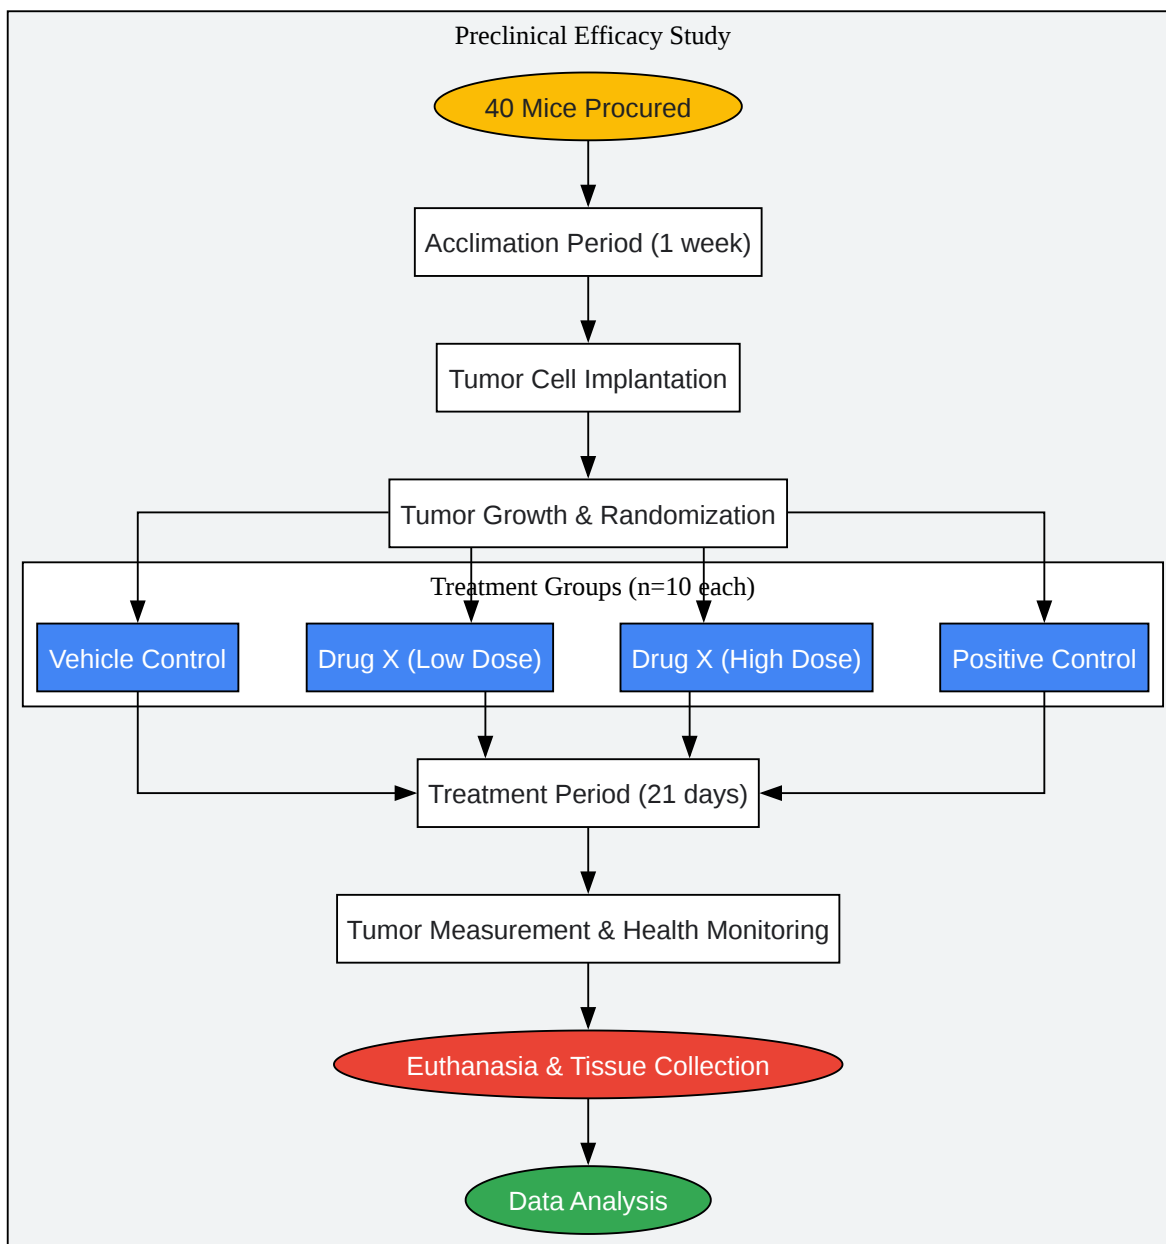 Preclinical Efficacy Study
40 Mice Procured
Acclimation Period (1 week)
Tumor Cell Implantation
Tumor Growth & Randomization
Treatment Groups (n=10 each)
Vehicle Control
Drug X (Low Dose)
Drug X (High Dose)
Positive Control
Treatment Period (21 days)
Tumor Measurement & Health Monitoring
Euthanasia & Tissue Collection
Data Analysis